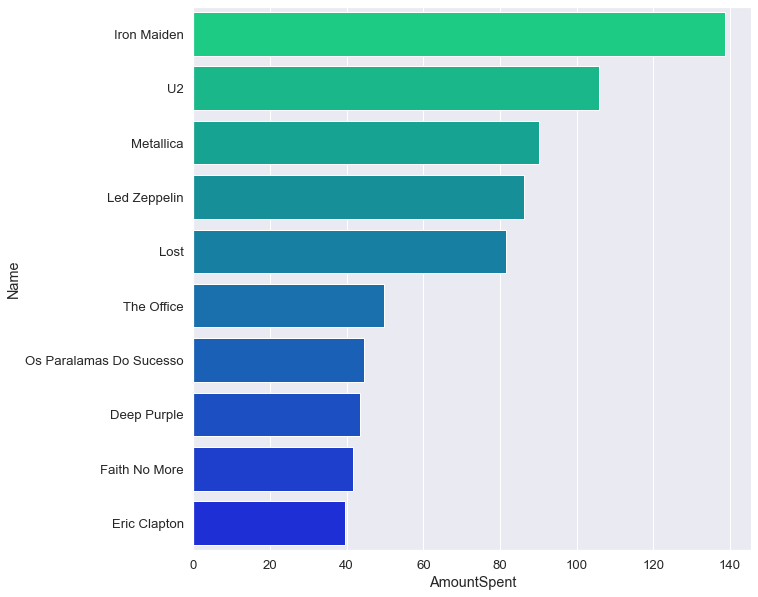 Iron Maiden
U2
Metallica
Led Zeppelin
Lost
The Office
Os Paralamas Do Sucesso
Deep Purple
Faith No More
Eric Clapton
Name
0 20 40 60 80 100 120 140
AmountSpent